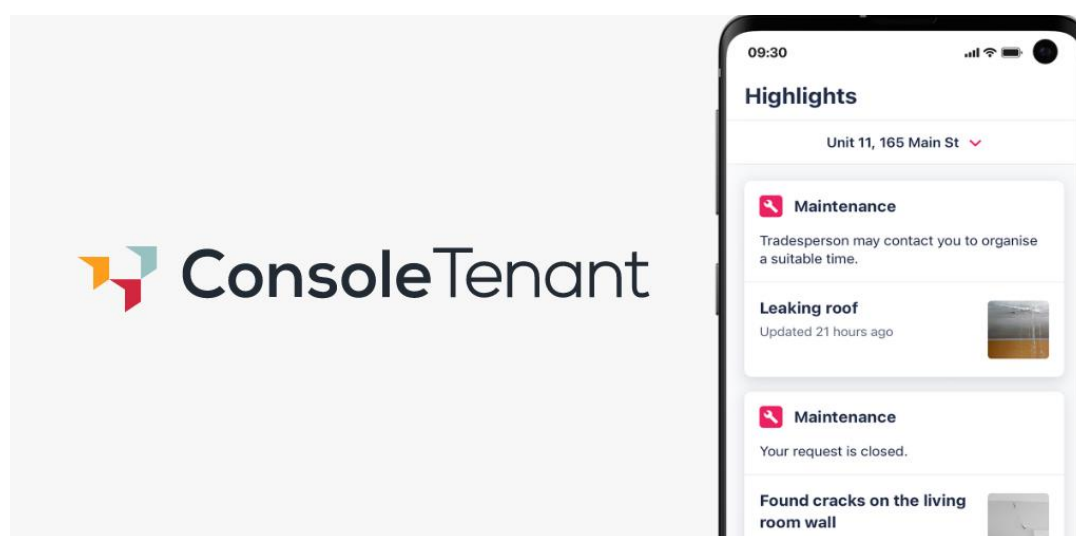 ConsoleTenant
09:30
Highlights
Unit 11, 165 Main St
Maintenance
Tradesperson may contact you to organise
a suitable time.
Leaking roof
Updated 21 hours ago
Maintenance
Your request is closed.
Found cracks on the living
room wall